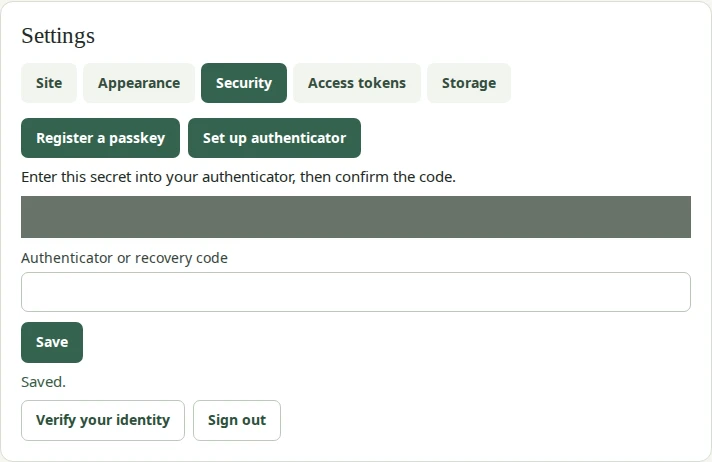 Settings
Site Appearance Security Access tokens Storage
Register a passkey Set up authenticator
Enter this secret into your authenticator, then confirm the code.
Authenticator or recovery code
Save
Saved.
Verify your identity Sign out